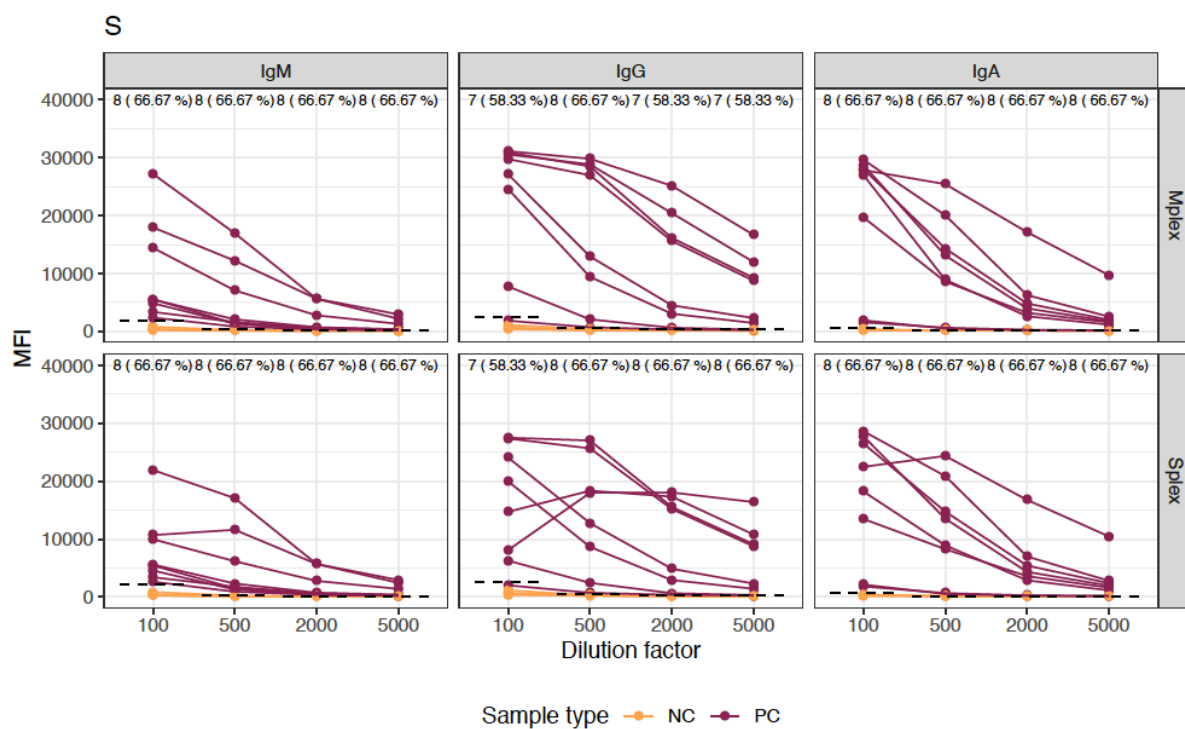 S
IgM IgG IgA
40000 8 ( 66.67 %) 8 ( 66.67 %) 8 ( 66.67 %) 8 ( 66.67 %) 7 ( 58.33 %) 8 ( 66.67 %) 7 ( 58.33 %) 7 ( 58.33 %) 8 ( 66.67 %) 8 ( 66.67 %) 8 ( 66.67 %) 8 ( 66.67 %)
30000
20000
10000
0
Mplex
MFI
40000 8 ( 66.67 %) 8 ( 66.67 %) 8 ( 66.67 %) 8 ( 66.67 %) 7 ( 58.33 %) 8 ( 66.67 %) 8 ( 66.67 %) 8 ( 66.67 %) 8 ( 66.67 %) 8 ( 66.67 %) 8 ( 66.67 %) 8 ( 66.67 %)
30000
20000
10000
0
Splex
100 500 2000 5000 100 500 2000 5000 100 500 2000 5000
Dilution factor
Sample type NC PC